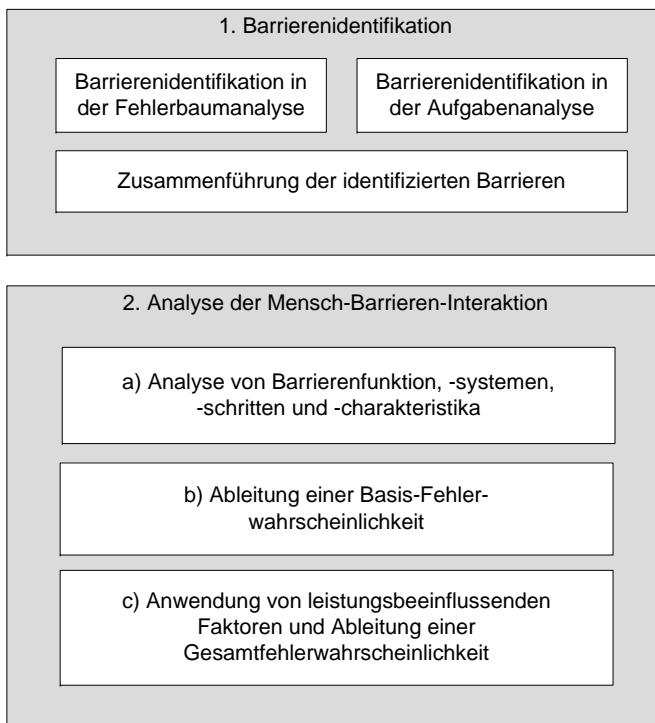 1. Barrierenidentifikation
Barrierenidentifikation in
der Fehlerbaumanalyse
Barrierenidentifikation in
der Aufgabenanalyse
Zusammenführung der identifizierten Barrieren
2. Analyse der Mensch-Barrieren-Interaktion
a) Analyse von Barrierenfunktion, -systemen,
-schritten und -charakteristika
b) Ableitung einer Basis-Fehler-
wahrscheinlichkeit
c) Anwendung von leistungsbeeinflussenden
Faktoren und Ableitung einer
Gesamtfehlerwahrscheinlichkeit